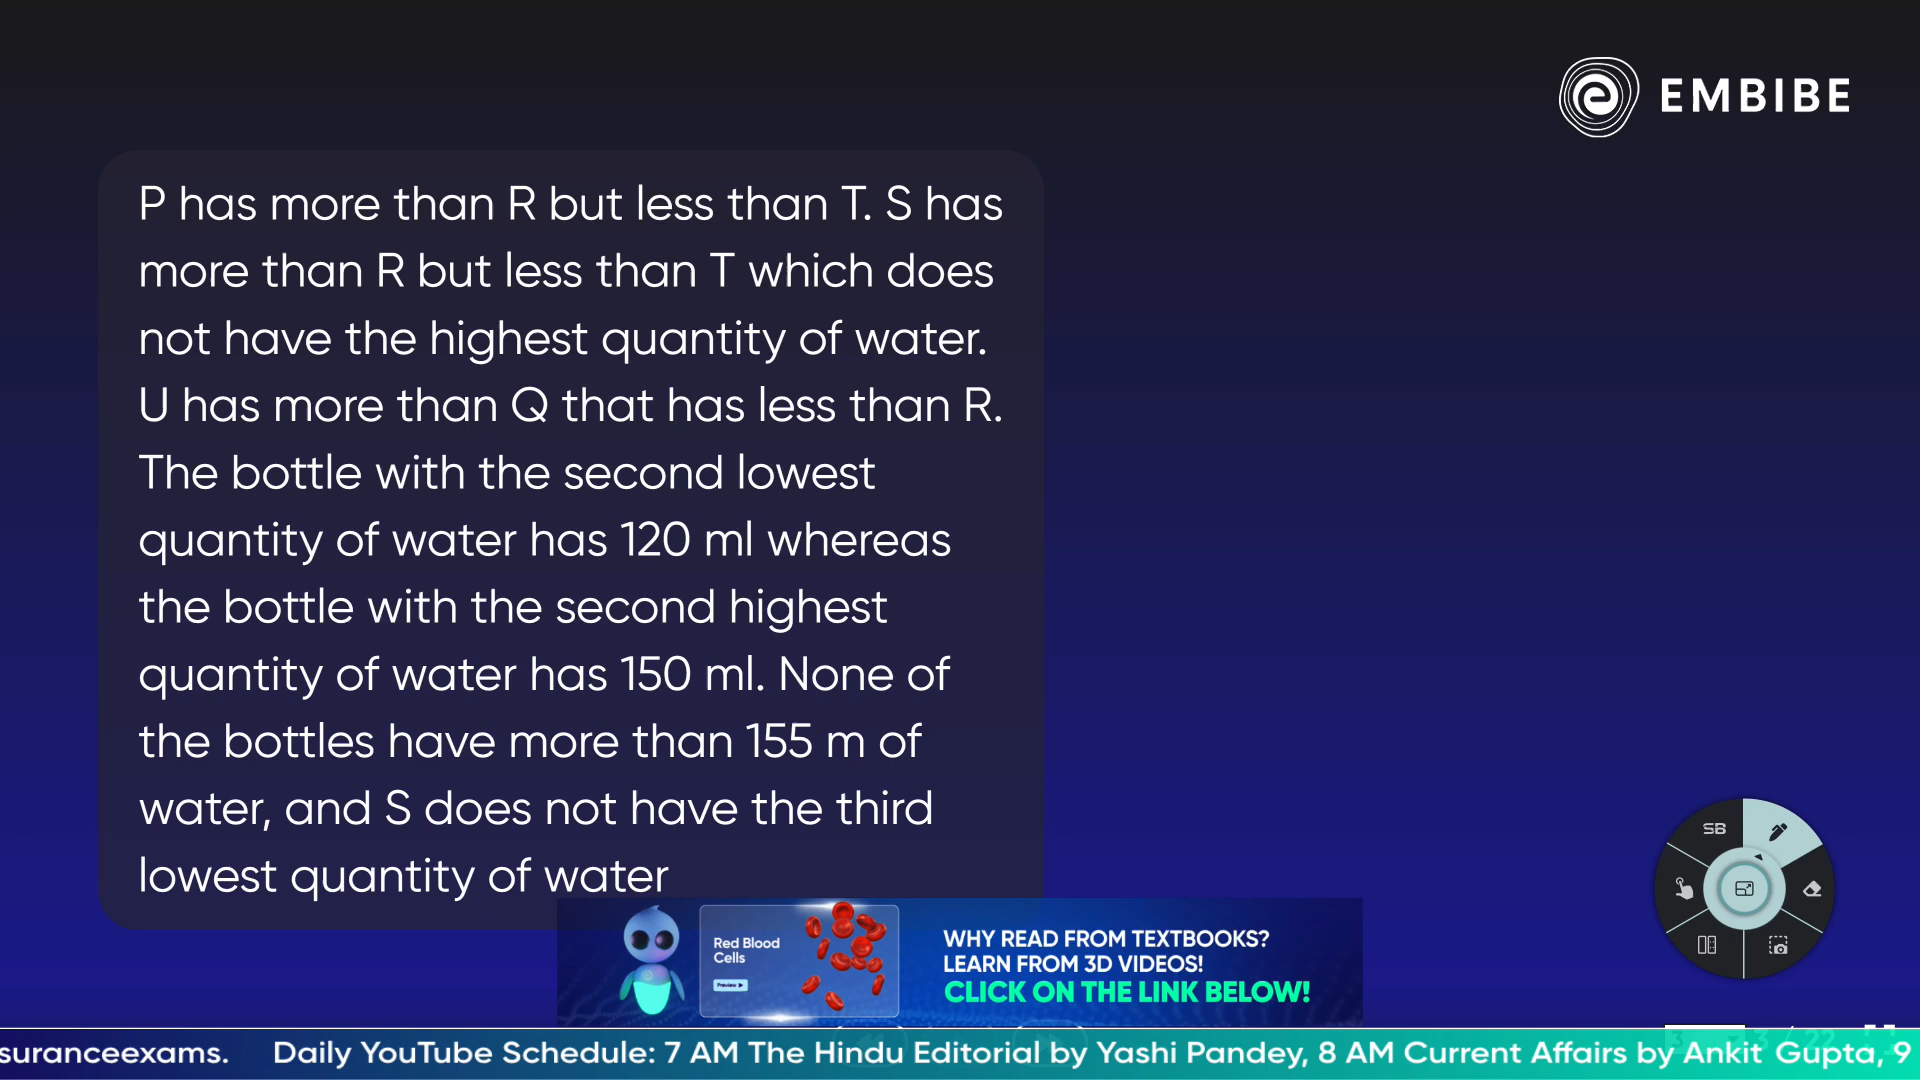 EMBIBE
P has more than R but less than T. S has
more than R but less than T which does
not have the highest quantity of water.
U has more than Q that has less than R.
The bottle with the second lowest
quantity of water has 120 ml whereas
the bottle with the second highest
quantity of water has 150 ml. None of
the bottles have more than 155 m of
water, and S does not have the third
lowest quantity of water
SB
Red Blood
Cells
Preview
WHY READ FROM TEXTBOOKS?
LEARN FROM 3D VIDEOS!
CLICK ON THE LINK BELOW!
suranceexams. Daily YouTube Schedule: 7 AM The Hindu Editorial by Yashi Pandey, 8 AM Current Affairs by Ankit Gupta, 9